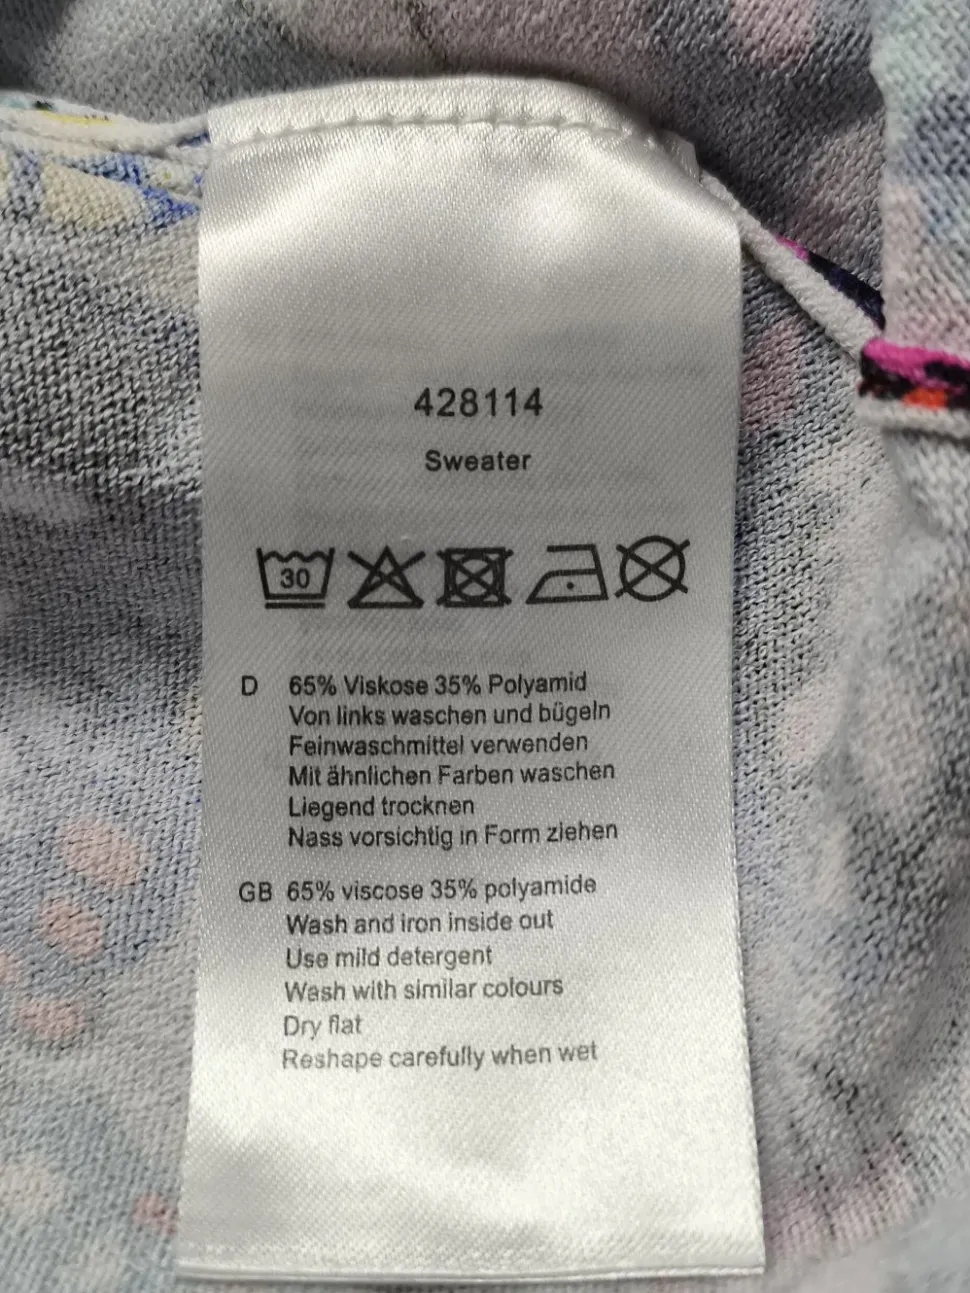 428114
Sweater
30
D 65% Viskose 35% Polyamid
Von links waschen und bügeln
Feinwaschmittel verwenden
Mit ähnlichen Farben waschen
Liegend trocknen
Nass vorsichtig in Form ziehen
GB 65% viscose 35% polyamide
Wash and iron inside out
Use mild detergent
Wash with similar colours
Dry flat
Reshape carefully when wet